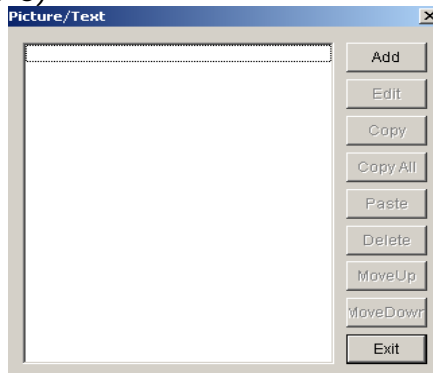 Picture/Text
Add
Edit
Copy
Copy All
Paste
Delete
MoveUp
MoveDown
Exit